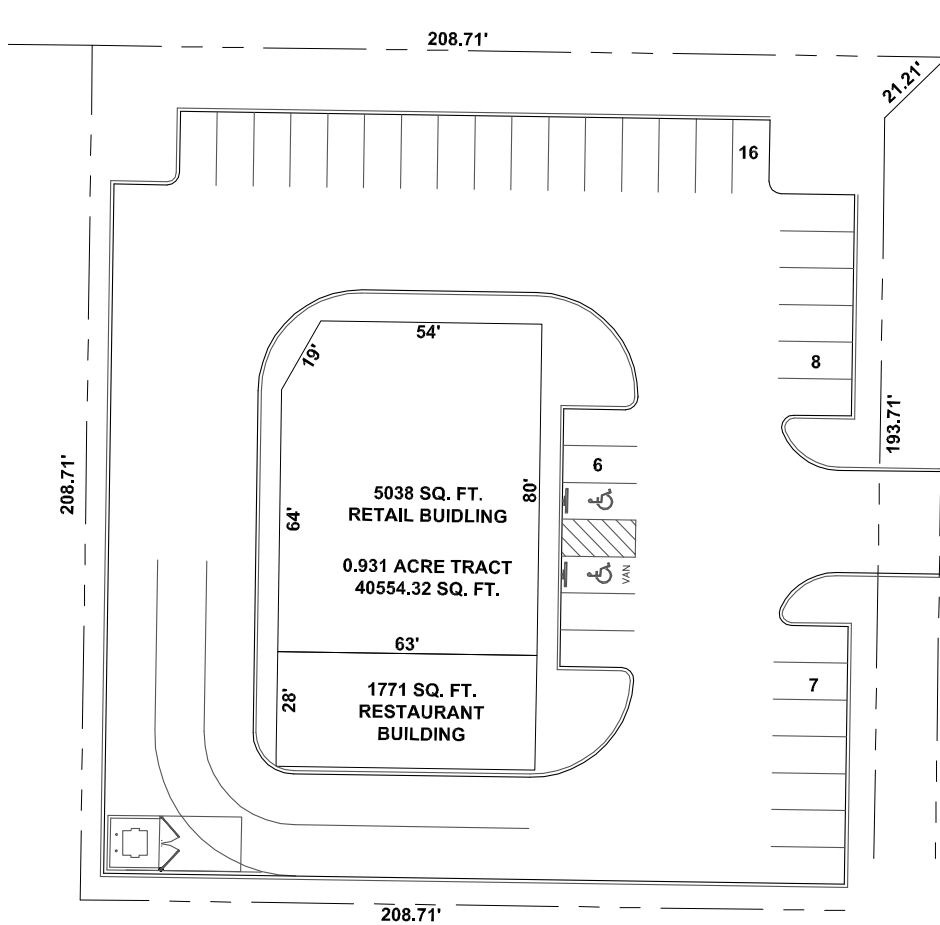 208.71'
21.21'
16
54'
19'
8
193.71'
6
208.71'
5038 SQ. FT.
RETAIL BUIDLING
80'
64'
0.931 ACRE TRACT
40554.32 SQ. FT.
VAN
63'
7
1771 SQ. FT.
RESTAURANT
BUILDING
28'
208.71'